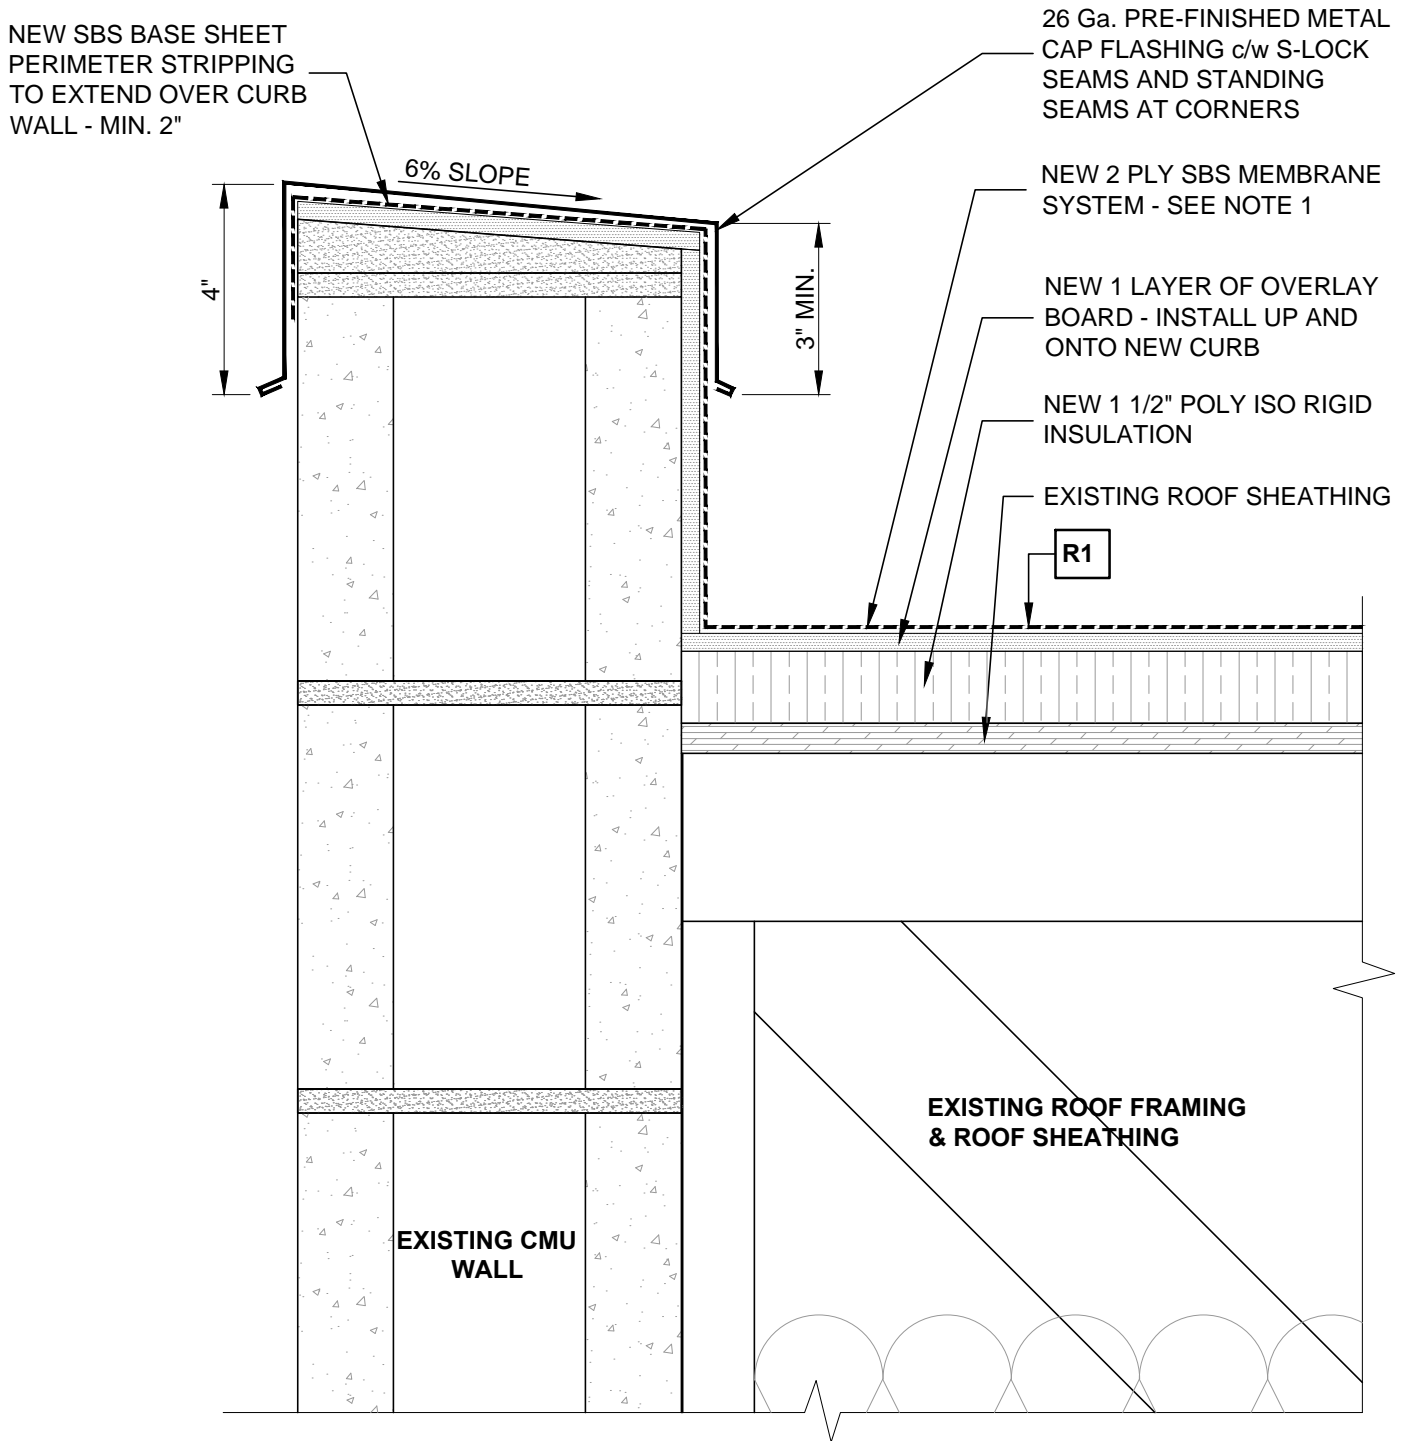 NEW SBS BASE SHEET
PERIMETER STRIPPING
TO EXTEND OVER CURB
WALL - MIN. 2"
26 Ga. PRE-FINISHED METAL
CAP FLASHING c/w S-LOCK
SEAMS AND STANDING
SEAMS AT CORNERS
6% SLOPE
NEW 2 PLY SBS MEMBRANE
SYSTEM - SEE NOTE 1
4"
3" MIN.
NEW 1 LAYER OF OVERLAY
BOARD - INSTALL UP AND
ONTO NEW CURB
NEW 1 1/2" POLY ISO RIGID
INSULATION
EXISTING ROOF SHEATHING
R1
EXISTING ROOF FRAMING
& ROOF SHEATHING
EXISTING CMU
WALL